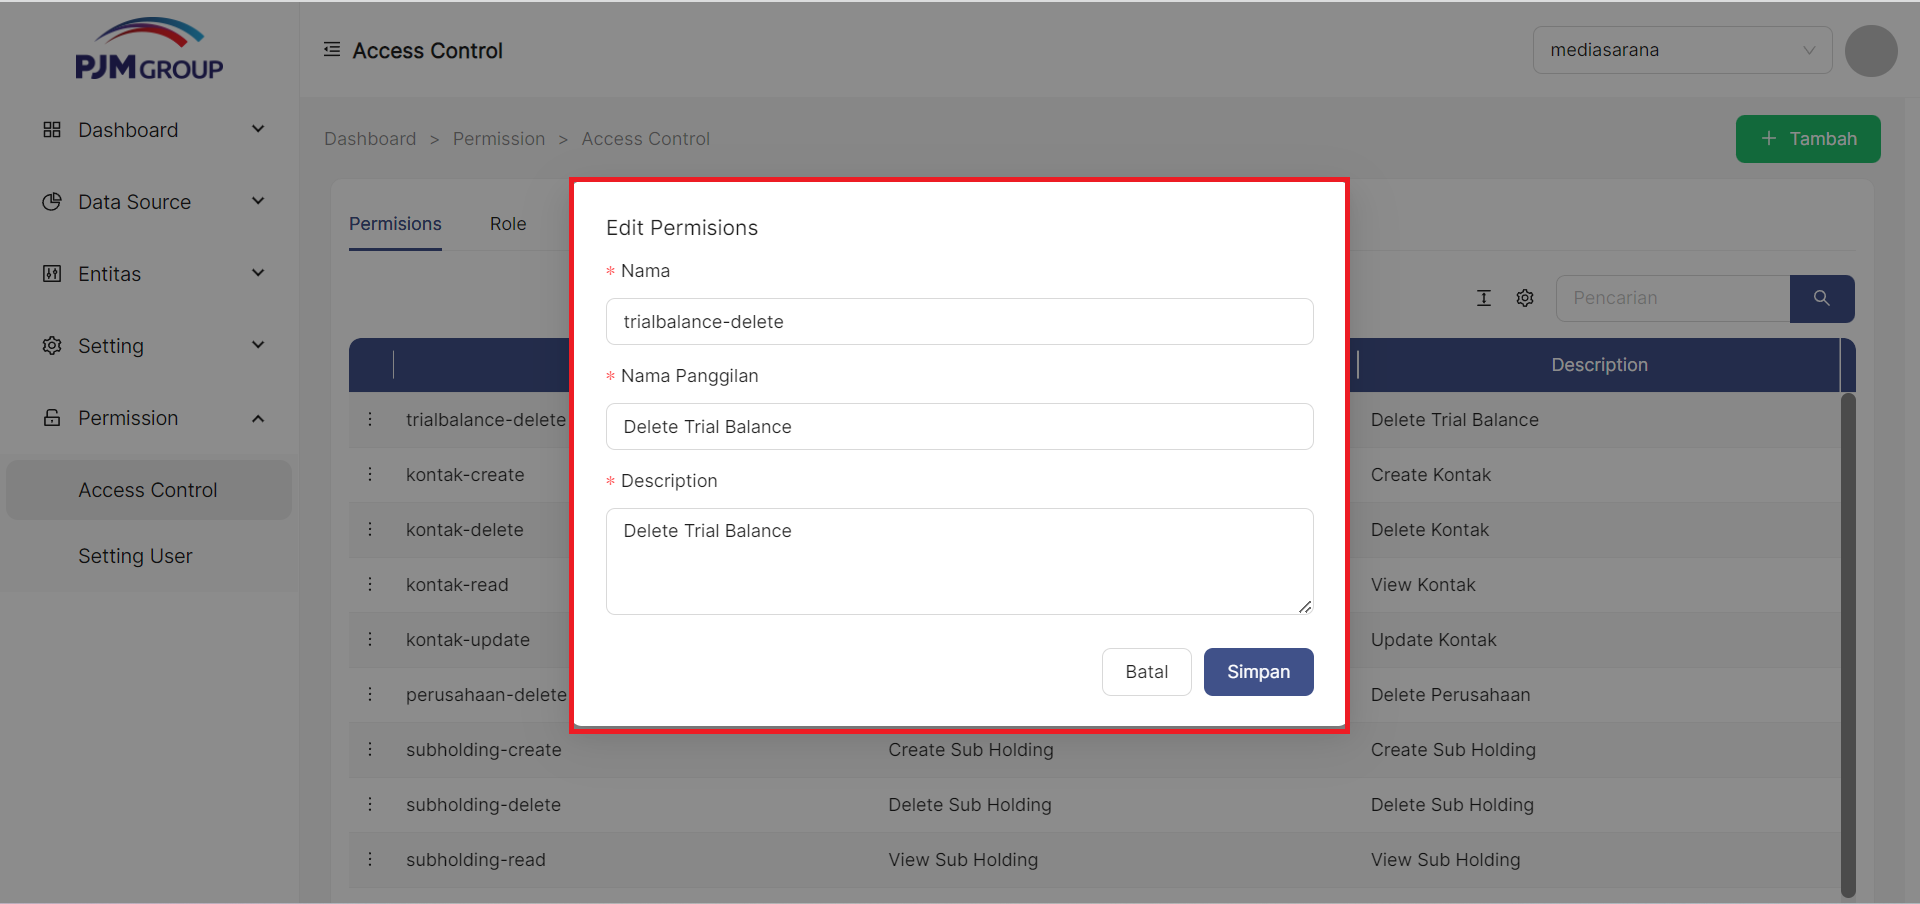 PJM GROUP
Access Control
mediasarana
Dashboard
Data Source
Entitas
Setting
Permission
Access Control
Setting User
Dashboard > Permission > Access Control
+ Tambah
Permisions
Role
Pencarian
Description
trialbalance-delete
Delete Trial Balance
kontak-create
Create Kontak
kontak-delete
Delete Kontak
kontak-read
View Kontak
kontak-update
Update Kontak
perusahaan-delete
Delete Perusahaan
subholding-create
Create Sub Holding
Create Sub Holding
subholding-delete
Delete Sub Holding
Delete Sub Holding
subholding-read
View Sub Holding
View Sub Holding
Edit Permisions
* Nama
trialbalance-delete
* Nama Panggilan
Delete Trial Balance
* Description
Delete Trial Balance
Batal
Simpan